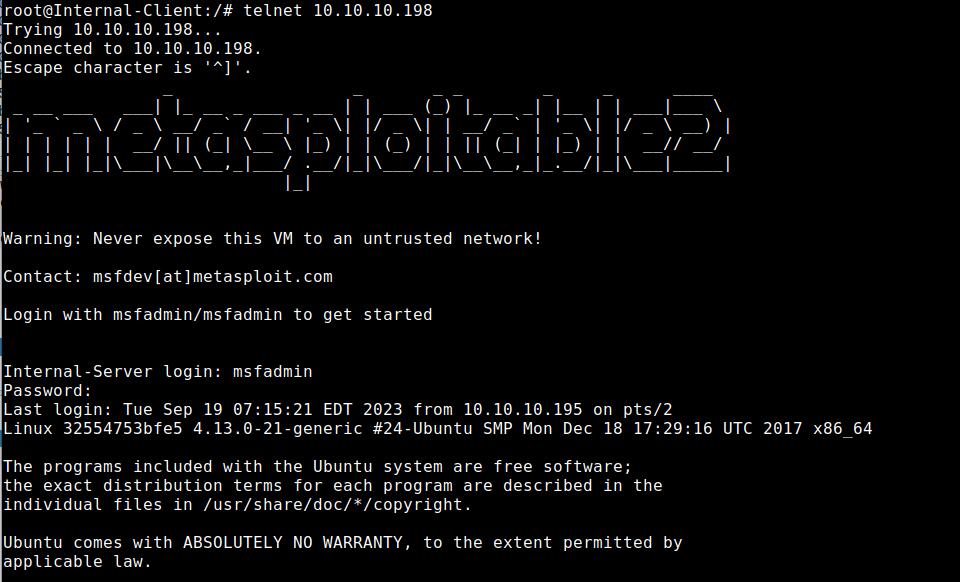 root@Internal-Client:/# telnet 10.10.10.198
Trying 10.10.10.198...
Connected to 10.10.10.198.
Escape character is '^]'.
metasploitable2
Warning: Never expose this VM to an untrusted network!
Contact: msfdev[at]metasploit.com
Login with msfadmin/msfadmin to get started
Internal-Server login: msfadmin
Password:
Last login: Tue Sep 19 07:15:21 EDT 2023 from 10.10.10.195 on pts/2
Linux 32554753bfe5 4.13.0-21-generic #24-Ubuntu SMP Mon Dec 18 17:29:16 UTC 2017 x86_64
The programs included with the Ubuntu system are free software;
the exact distribution terms for each program are described in the
individual files in /usr/share/doc/*/copyright.
Ubuntu comes with ABSOLUTELY NO WARRANTY, to the extent permitted by
applicable law.